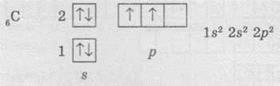 ₆C 2 ↑↓ ↑ ↑
1s² 2s² 2p²
1 ↑↓ p
s